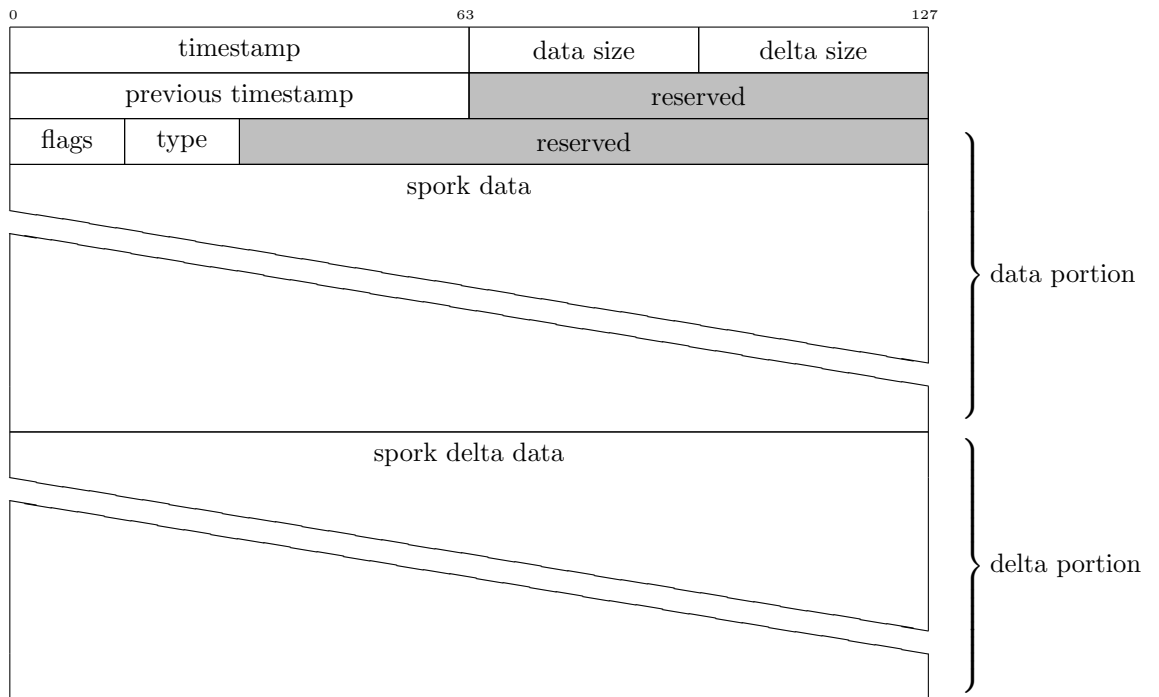 0 63 127
timestamp data size delta size
previous timestamp reserved
flags type reserved
spork data
data portion
spork delta data
delta portion